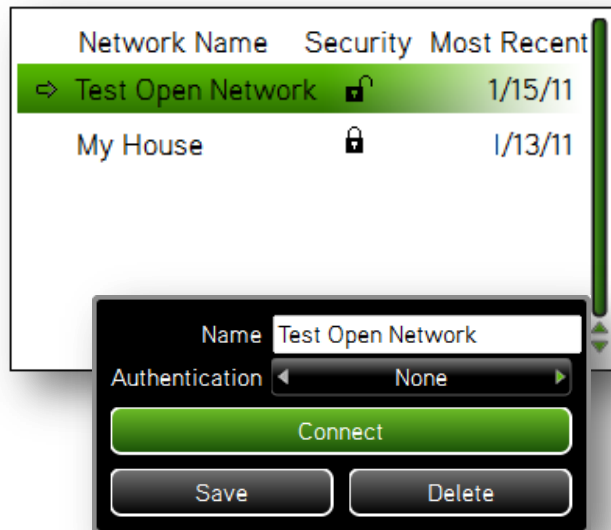 Network Name Security Most Recent
Test Open Network 1/15/11
My House 1/13/11
Name Test Open Network
Authentication None
Connect
Save Delete